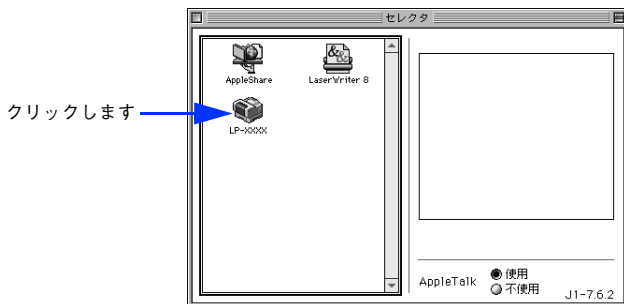 セレクタ
AppleShare
LaserWriter 8
クリックします
LP-XXXX
AppleTalk
使用
不使用
J1-7.6.2